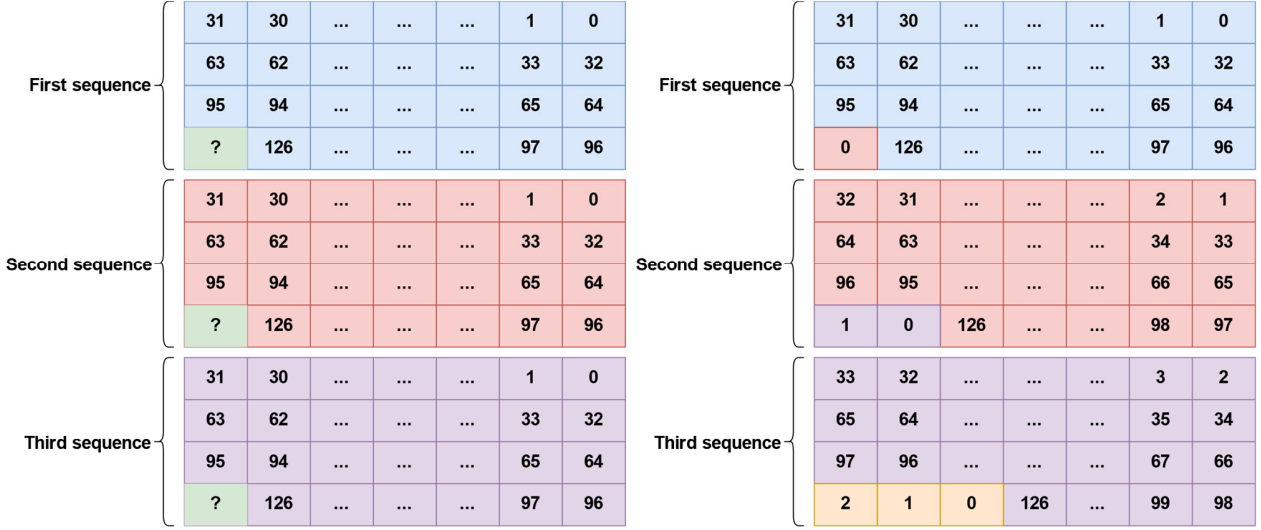 31 30 ... ... ... 1 0
63 62 ... ... ... 33 32
First sequence
95 94 ... ... ... 65 64
? 126 ... ... ... 97 96
31 30 ... ... ... 1 0
63 62 ... ... ... 33 32
Second sequence
95 94 ... ... ... 65 64
? 126 ... ... ... 97 96
31 30 ... ... ... 1 0
63 62 ... ... ... 33 32
Third sequence
95 94 ... ... ... 65 64
? 126 ... ... ... 97 96
31 30 ... ... ... 1 0
63 62 ... ... ... 33 32
First sequence
95 94 ... ... ... 65 64
0 126 ... ... ... 97 96
32 31 ... ... ... 2 1
64 63 ... ... ... 34 33
Second sequence
96 95 ... ... ... 66 65
1 0 126 ... ... 98 97
33 32 ... ... ... 3 2
65 64 ... ... ... 35 34
Third sequence
97 96 ... ... ... 67 66
2 1 0 126 ... 99 98